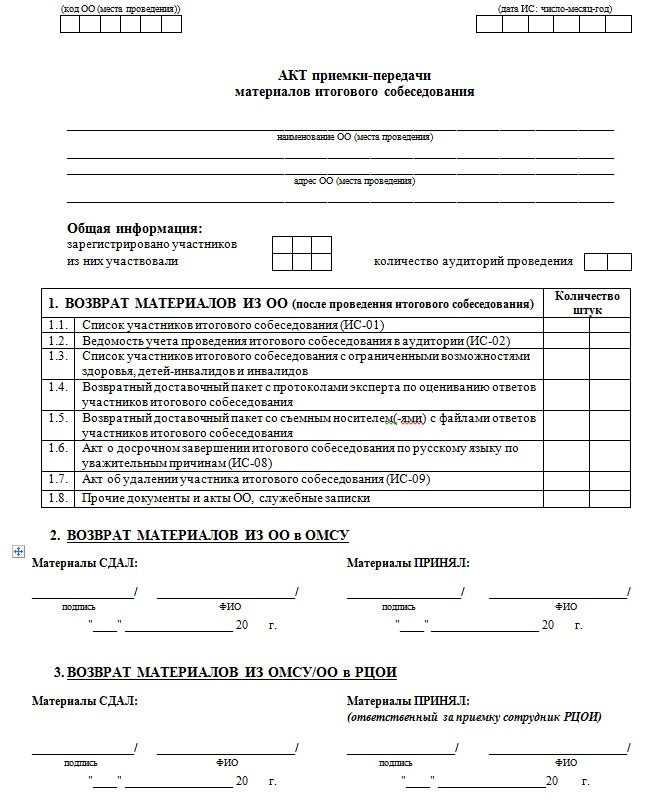 (код ОО (места проведения)) (дата ИС: число-месяц-год)
АКТ приемки-передачи
материалов итогового собеседования
наименование ОО (места проведения)
адрес ОО (места проведения)
Общая информация:
зарегистрировано участников
из них участвовали количество аудиторий проведения
1. ВОЗВРАТ МАТЕРИАЛОВ ИЗ ОО (после проведения итогового собеседования) Количество штук
1.1. Список участников итогового собеседования (ИС-01)
1.2. Ведомость учета проведения итогового собеседования в аудитории (ИС-02)
1.3. Список участников итогового собеседования с ограниченными возможностями
здоровья, детей-инвалидов и инвалидов
1.4. Возвратный доставочный пакет с протоколами эксперта по оцениванию ответов
участников итогового собеседования
1.5. Возвратный доставочный пакет со съемным носителем(-ями) с файлами ответов
участников итогового собеседования
1.6. Акт о досрочном завершении итогового собеседования по русскому языку по
уважительным причинам (ИС-08)
1.7. Акт об удалении участника итогового собеседования (ИС-09)
1.8. Прочие документы и акты ОО, служебные записки
2. ВОЗВРАТ МАТЕРИАЛОВ ИЗ ОО в ОМСУ
Материалы СДАЛ: Материалы ПРИНЯЛ:
_______________/ ____________________/ _______________/ ____________________/
подпись ФИО подпись ФИО
"____" __________________ 20 г. "____" __________________ 20 г.
3. ВОЗВРАТ МАТЕРИАЛОВ ИЗ ОМСУ/ОО в РЦОИ
Материалы СДАЛ: Материалы ПРИНЯЛ:
(ответственный за приемку сотрудник РЦОИ)
_______________/ ____________________/ _______________/ ____________________/
подпись ФИО подпись ФИО
"____" __________________ 20 г. "____" __________________20 г.